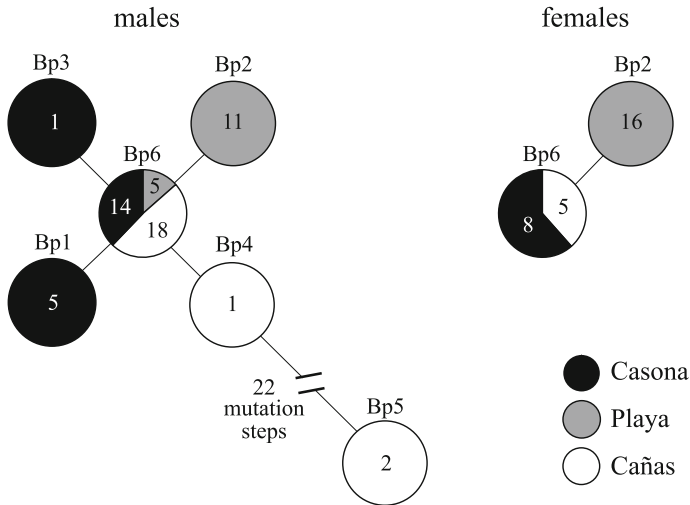 males
females
Bp3
Bp2
Bp2
1
11
16
Bp6
Bp6
5
14
18
5
8
Bp1
Bp4
5
1
22
mutation
steps
Bp5
2
Casona
Playa
Cañas